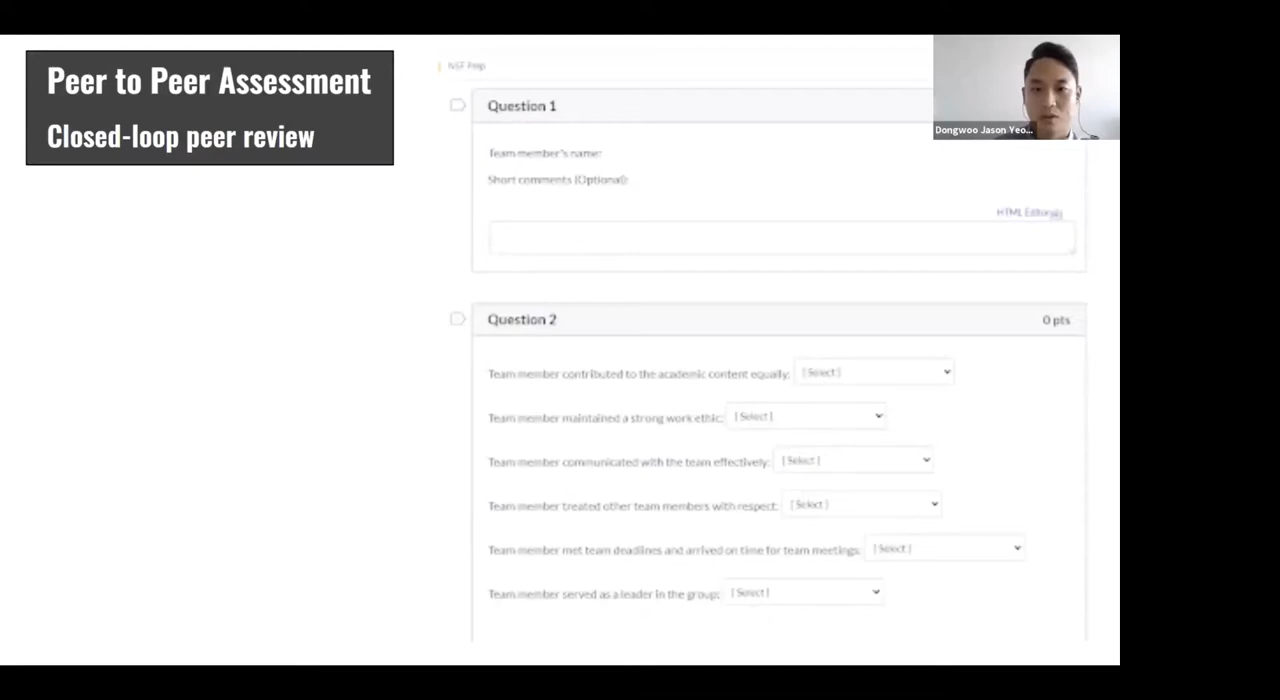 Peer to Peer Assessment
Closed-loop peer review
NSF Prep
Question 1
Dongwoo Jason Yeo...
Team member's name:
Short comments (Optional):
HTML Editor
Question 2
0 pts
Team member contributed to the academic content equally: [ Select ]
Team member maintained a strong work ethic: [ Select ]
Team member communicated with the team effectively: [ Select ]
Team member treated other team members with respect: [ Select ]
Team member met team deadlines and arrived on time for team meetings: [ Select ]
Team member served as a leader in the group: [ Select ]